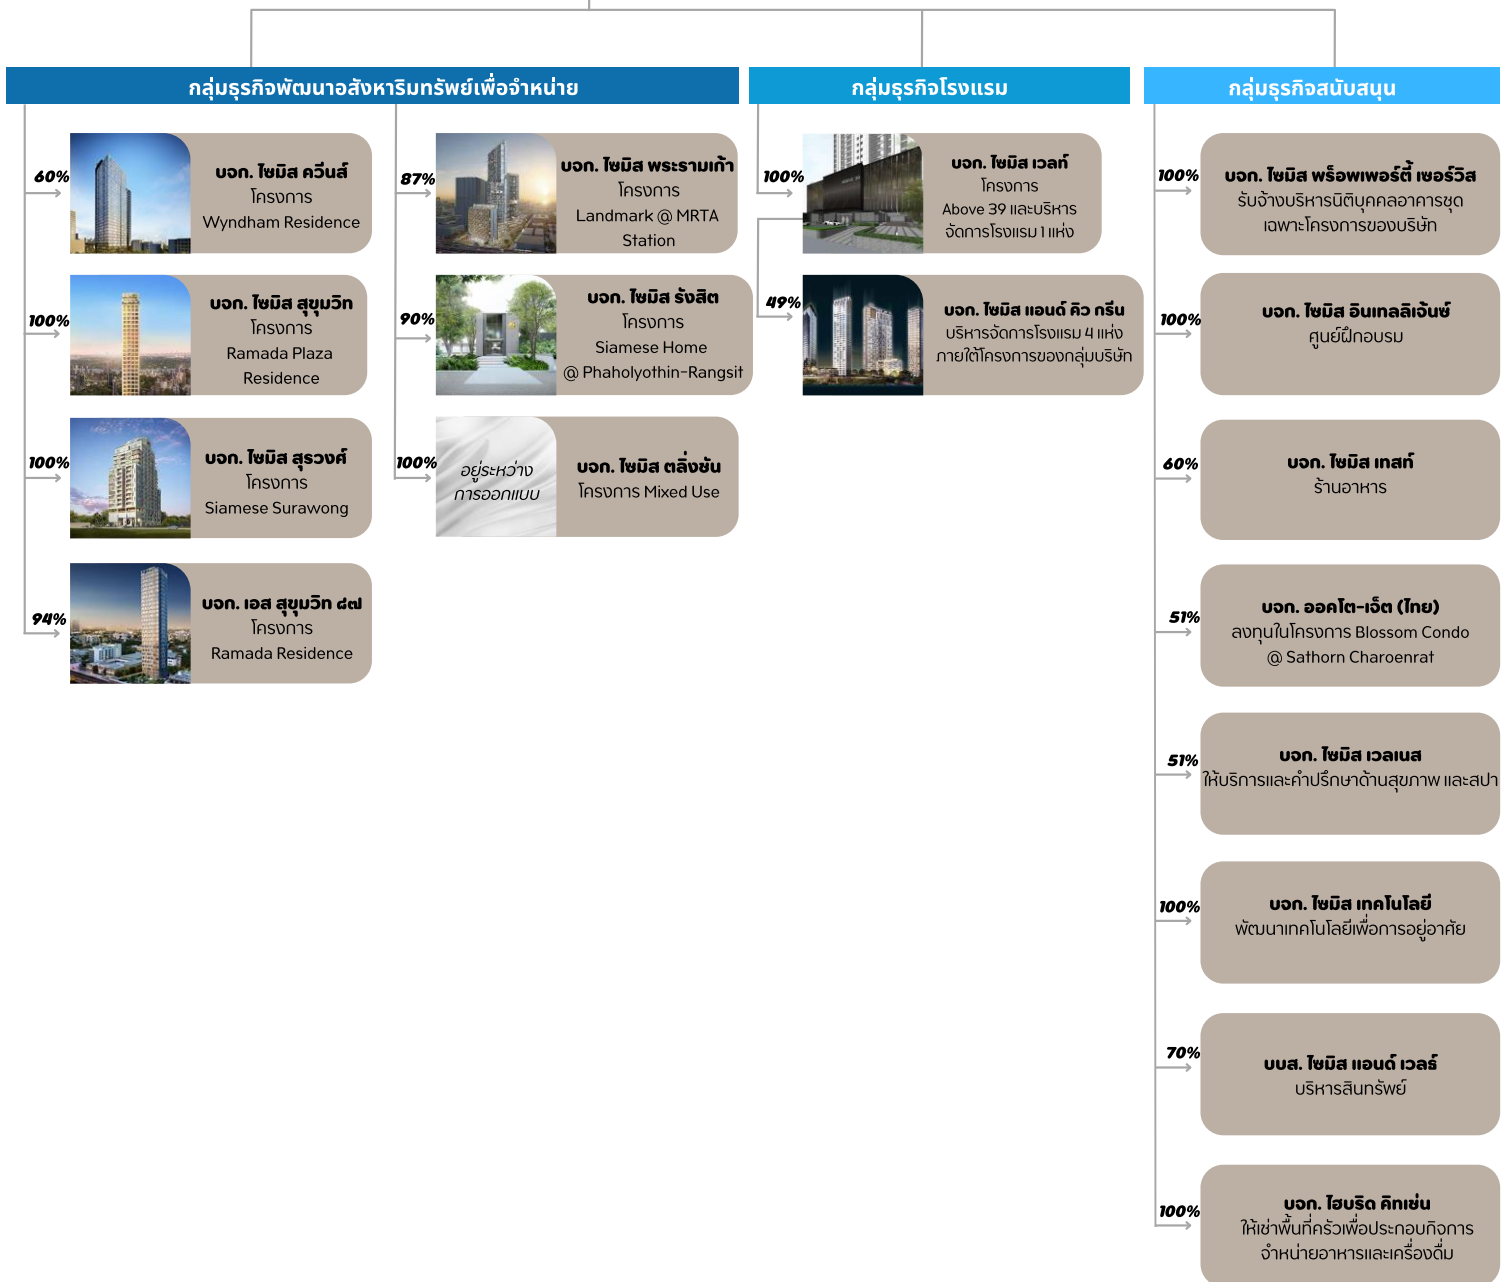 กลุ่มธุรกิจพัฒนาอสังหาริมทรัพย์เพื่อจำหน่าย
60%
บจก. ไซมิส ควีนส์
โครงการ
Wyndham Residence
100%
บจก. ไซมิส สุขุมวิท
โครงการ
Ramada Plaza
Residence
100%
บจก. ไซมิส สุรวงศ์
โครงการ
Siamese Surawong
94%
บจก. เอส สุขุมวิท ๘๗
โครงการ
Ramada Residence
87%
บจก. ไซมิส พระรามเก้า
โครงการ
Landmark @ MRTA
Station
90%
บจก. ไซมิส รังสิต
โครงการ
Siamese Home
@ Phaholyothin-Rangsit
100%
อยู่ระหว่าง
การออกแบบ
บจก. ไซมิส ตลิ่งชัน
โครงการ Mixed Use
กลุ่มธุรกิจโรงแรม
100%
บจก. ไซมิส เวลท์
โครงการ
Above 39 และบริหาร
จัดการโรงแรม 1 แห่ง
49%
บจก. ไซมิส แอนด์ คิว กรีน
บริหารจัดการโรงแรม 4 แห่ง
ภายใต้โครงการของกลุ่มบริษัท
กลุ่มธุรกิจสนับสนุน
100%
บจก. ไซมิส พร็อพเพอร์ตี้ เซอร์วิส
รับจ้างบริหารนิติบุคคลอาคารชุด
เฉพาะโครงการของบริษัท
100%
บจก. ไซมิส อินเทลลิเจ้นซ์
ศูนย์ฝึกอบรม
60%
บจก. ไซมิส เทสท์
ร้านอาหาร
51%
บจก. ออคโต-เจ็ต (ไทย)
ลงทุนในโครงการ Blossom Condo
@ Sathorn Charoenrat
51%
บจก. ไซมิส เวลเนส
ให้บริการและคำปรึกษาด้านสุขภาพ และสปา
100%
บจก. ไซมิส เทคโนโลยี
พัฒนาเทคโนโลยีเพื่อการอยู่อาศัย
70%
บบส. ไซมิส แอนด์ เวลธ์
บริหารสินทรัพย์
100%
บจก. ไฮบริด คิทเช่น
ให้เช่าพื้นที่ครัวเพื่อประกอบกิจการ
จำหน่ายอาหารและเครื่องดื่ม